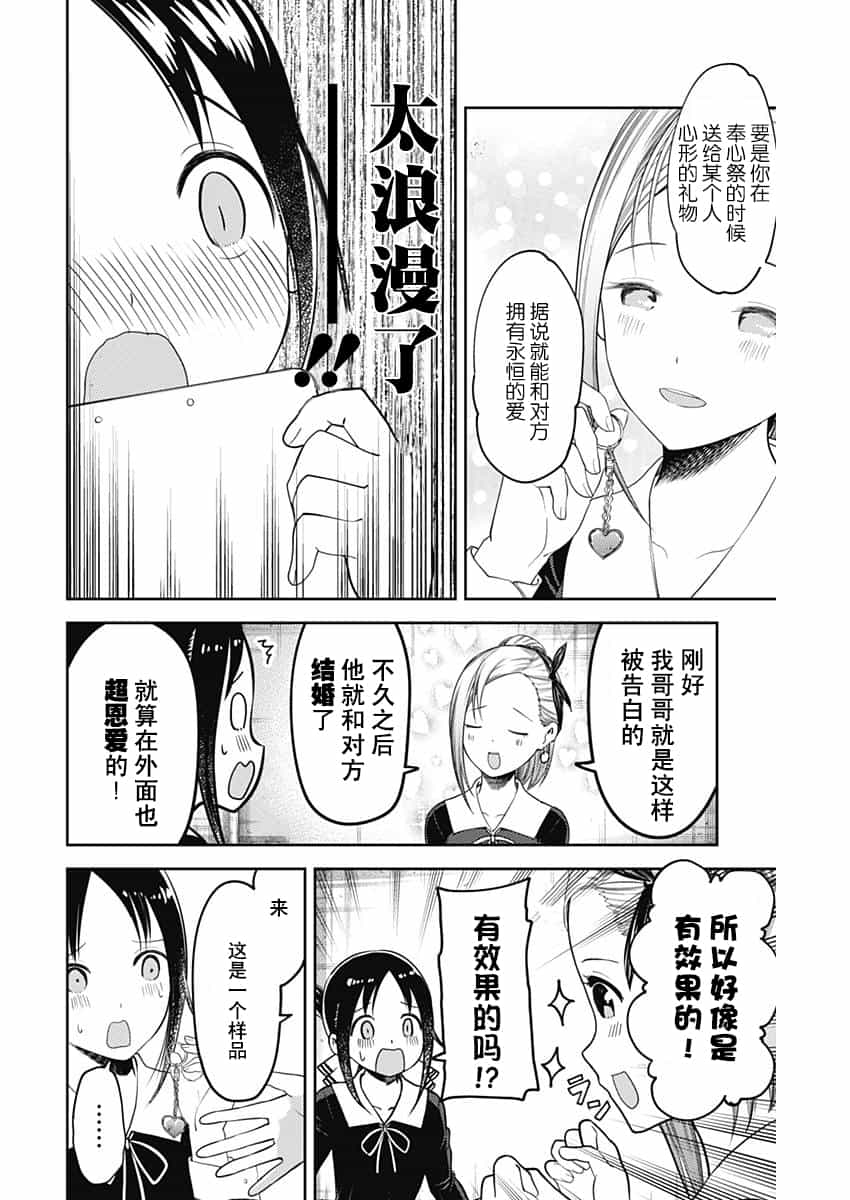 要是你在
奉心祭的时候
送给某个人
心形的礼物
据说就能和对方
拥有永恒的爱
太浪漫了——!!
刚好
我哥哥就是这样
被告白的
不久之后
他就和对方
结婚了
就算在外面也
超恩爱的！
所以好像是
有效果的！
有效果的吗!?
来
这是一个样品
……